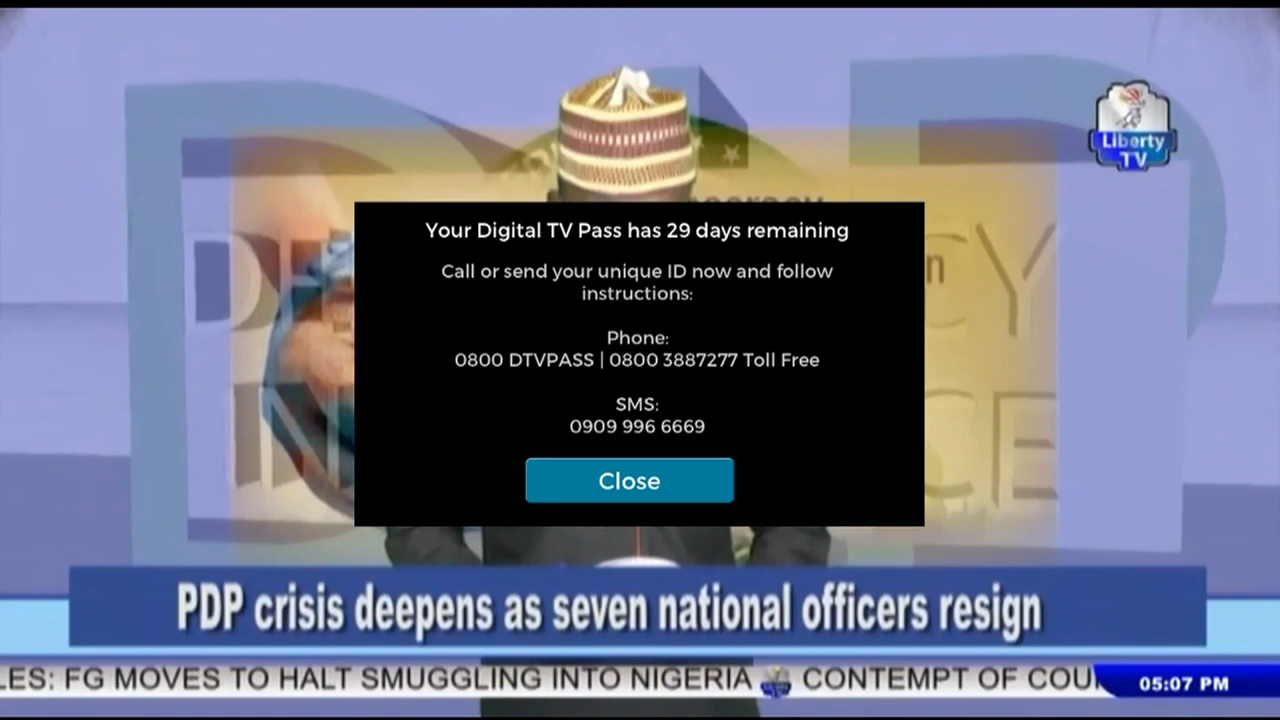 Liberty
TV
Your Digital TV Pass has 29 days remaining
Call or send your unique ID now and follow
instructions:
Phone:
0800 DTVPASS | 0800 3887277 Toll Free
SMS:
0909 996 6669
Close
PDP crisis deepens as seven national officers resign
LES: FG MOVES TO HALT SMUGGLING INTO NIGERIA CONTEMPT OF COU
05:07 PM